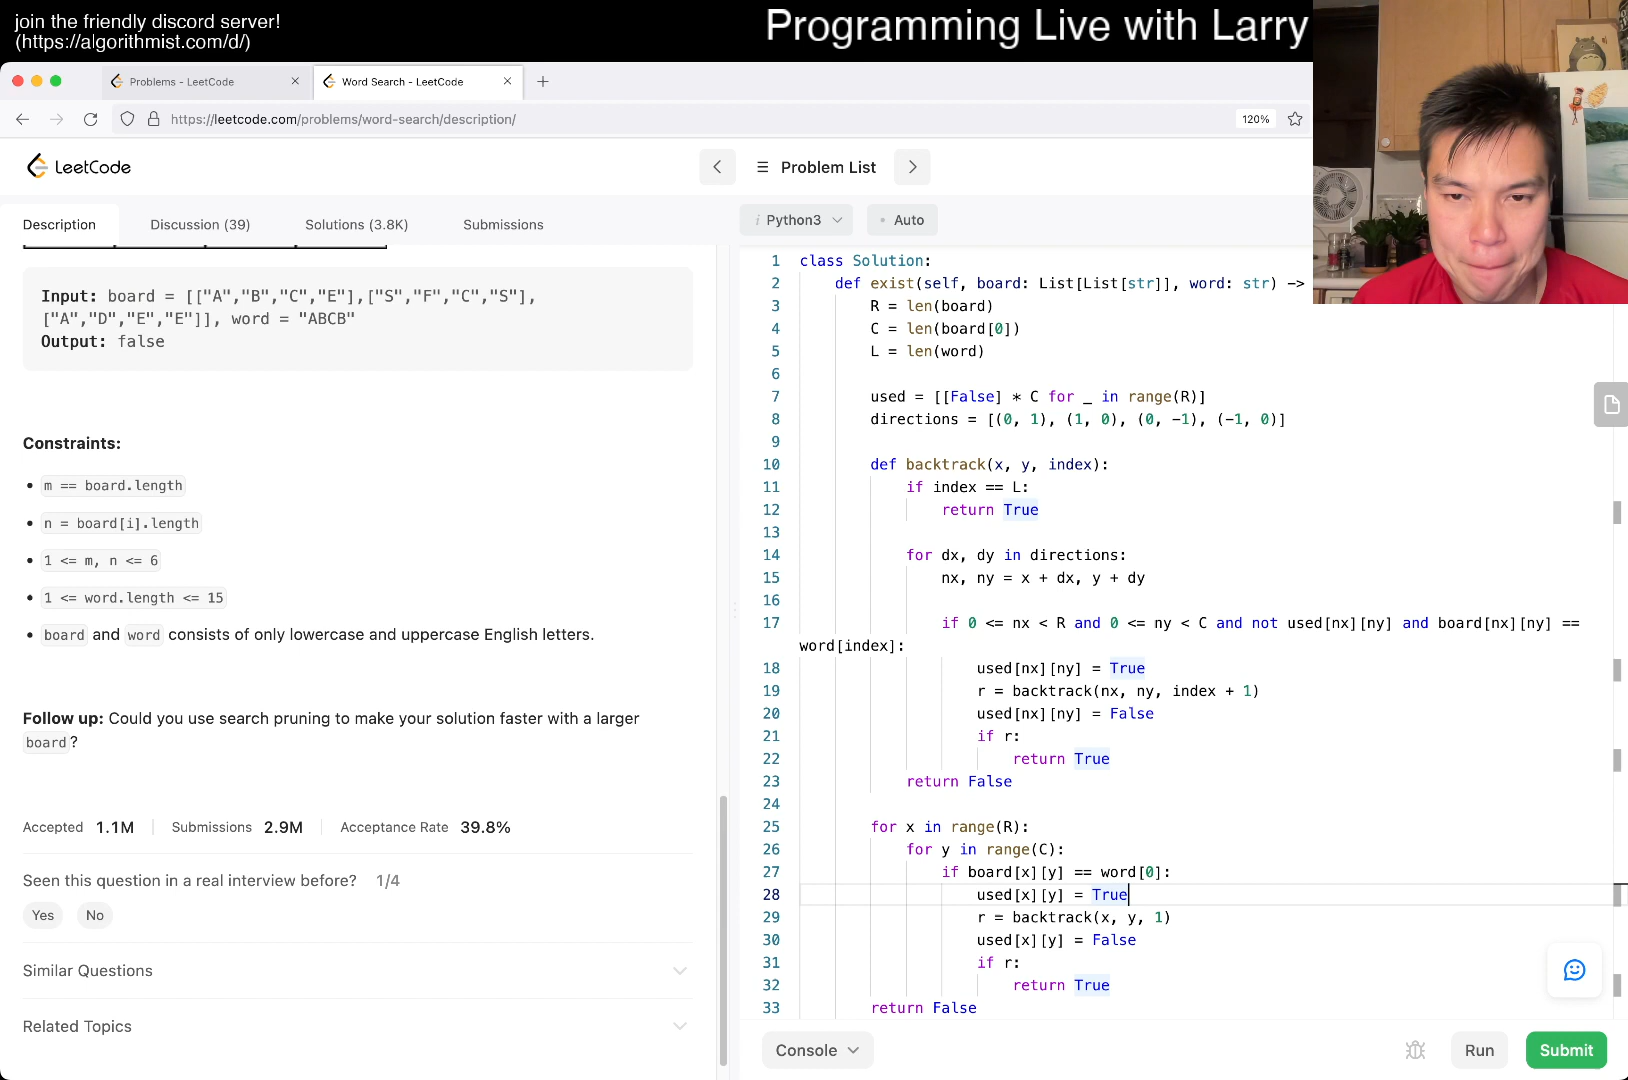 join the friendly discord server!
(https://algorithmist.com/d/)
Programming Live with Larry
Problems - LeetCode
Word Search - LeetCode
https://leetcode.com/problems/word-search/description/
120%
LeetCode
Problem List
Description
Discussion (39)
Solutions (3.8K)
Submissions
i Python3
Auto
Input: board = [["A","B","C","E"],["S","F","C","S"],
["A","D","E","E"]], word = "ABCB"
Output: false
Constraints:
• m == board.length
• n = board[i].length
• 1 <= m, n <= 6
• 1 <= word.length <= 15
• board and word consists of only lowercase and uppercase English letters.
Follow up: Could you use search pruning to make your solution faster with a larger
board?
Accepted 1.1M
Submissions 2.9M
Acceptance Rate 39.8%
Seen this question in a real interview before? 1/4
Yes
No
Similar Questions
Related Topics
1 class Solution:
2 def exist(self, board: List[List[str]], word: str) ->
3 R = len(board)
4 C = len(board[0])
5 L = len(word)
6
7 used = [[False] * C for _ in range(R)]
8 directions = [(0, 1), (1, 0), (0, -1), (-1, 0)]
9
10 def backtrack(x, y, index):
11 if index == L:
12 return True
13
14 for dx, dy in directions:
15 nx, ny = x + dx, y + dy
16
17 if 0 <= nx < R and 0 <= ny < C and not used[nx][ny] and board[nx][ny] ==
word[index]:
18 used[nx][ny] = True
19 r = backtrack(nx, ny, index + 1)
20 used[nx][ny] = False
21 if r:
22 return True
23 return False
24
25 for x in range(R):
26 for y in range(C):
27 if board[x][y] == word[0]:
28 used[x][y] = True
29 r = backtrack(x, y, 1)
30 used[x][y] = False
31 if r:
32 return True
33 return False
Console
Run
Submit